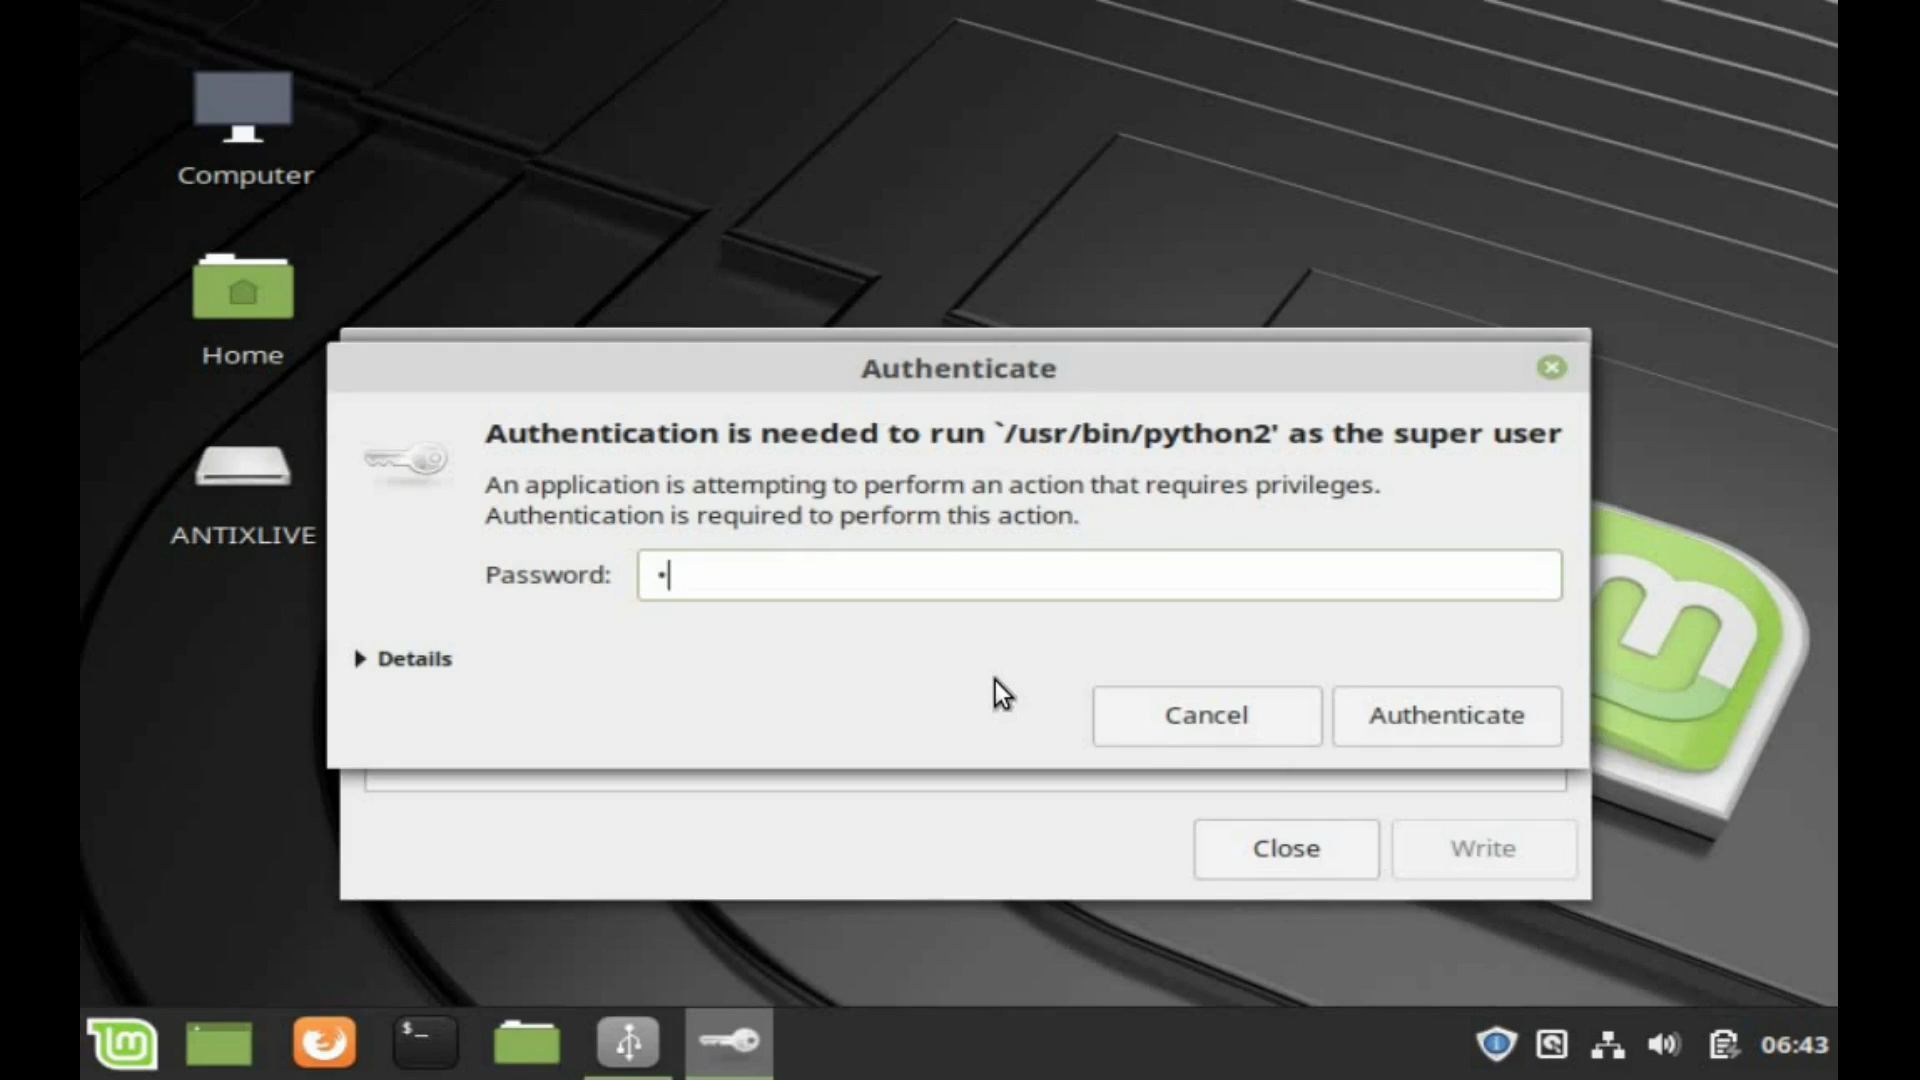 Computer
Home
ANTIXLIVE
Authenticate
Authentication is needed to run `/usr/bin/python2' as the super user
An application is attempting to perform an action that requires privileges.
Authentication is required to perform this action.
Password:
Details
Cancel
Authenticate
Close
Write
$_
06:43